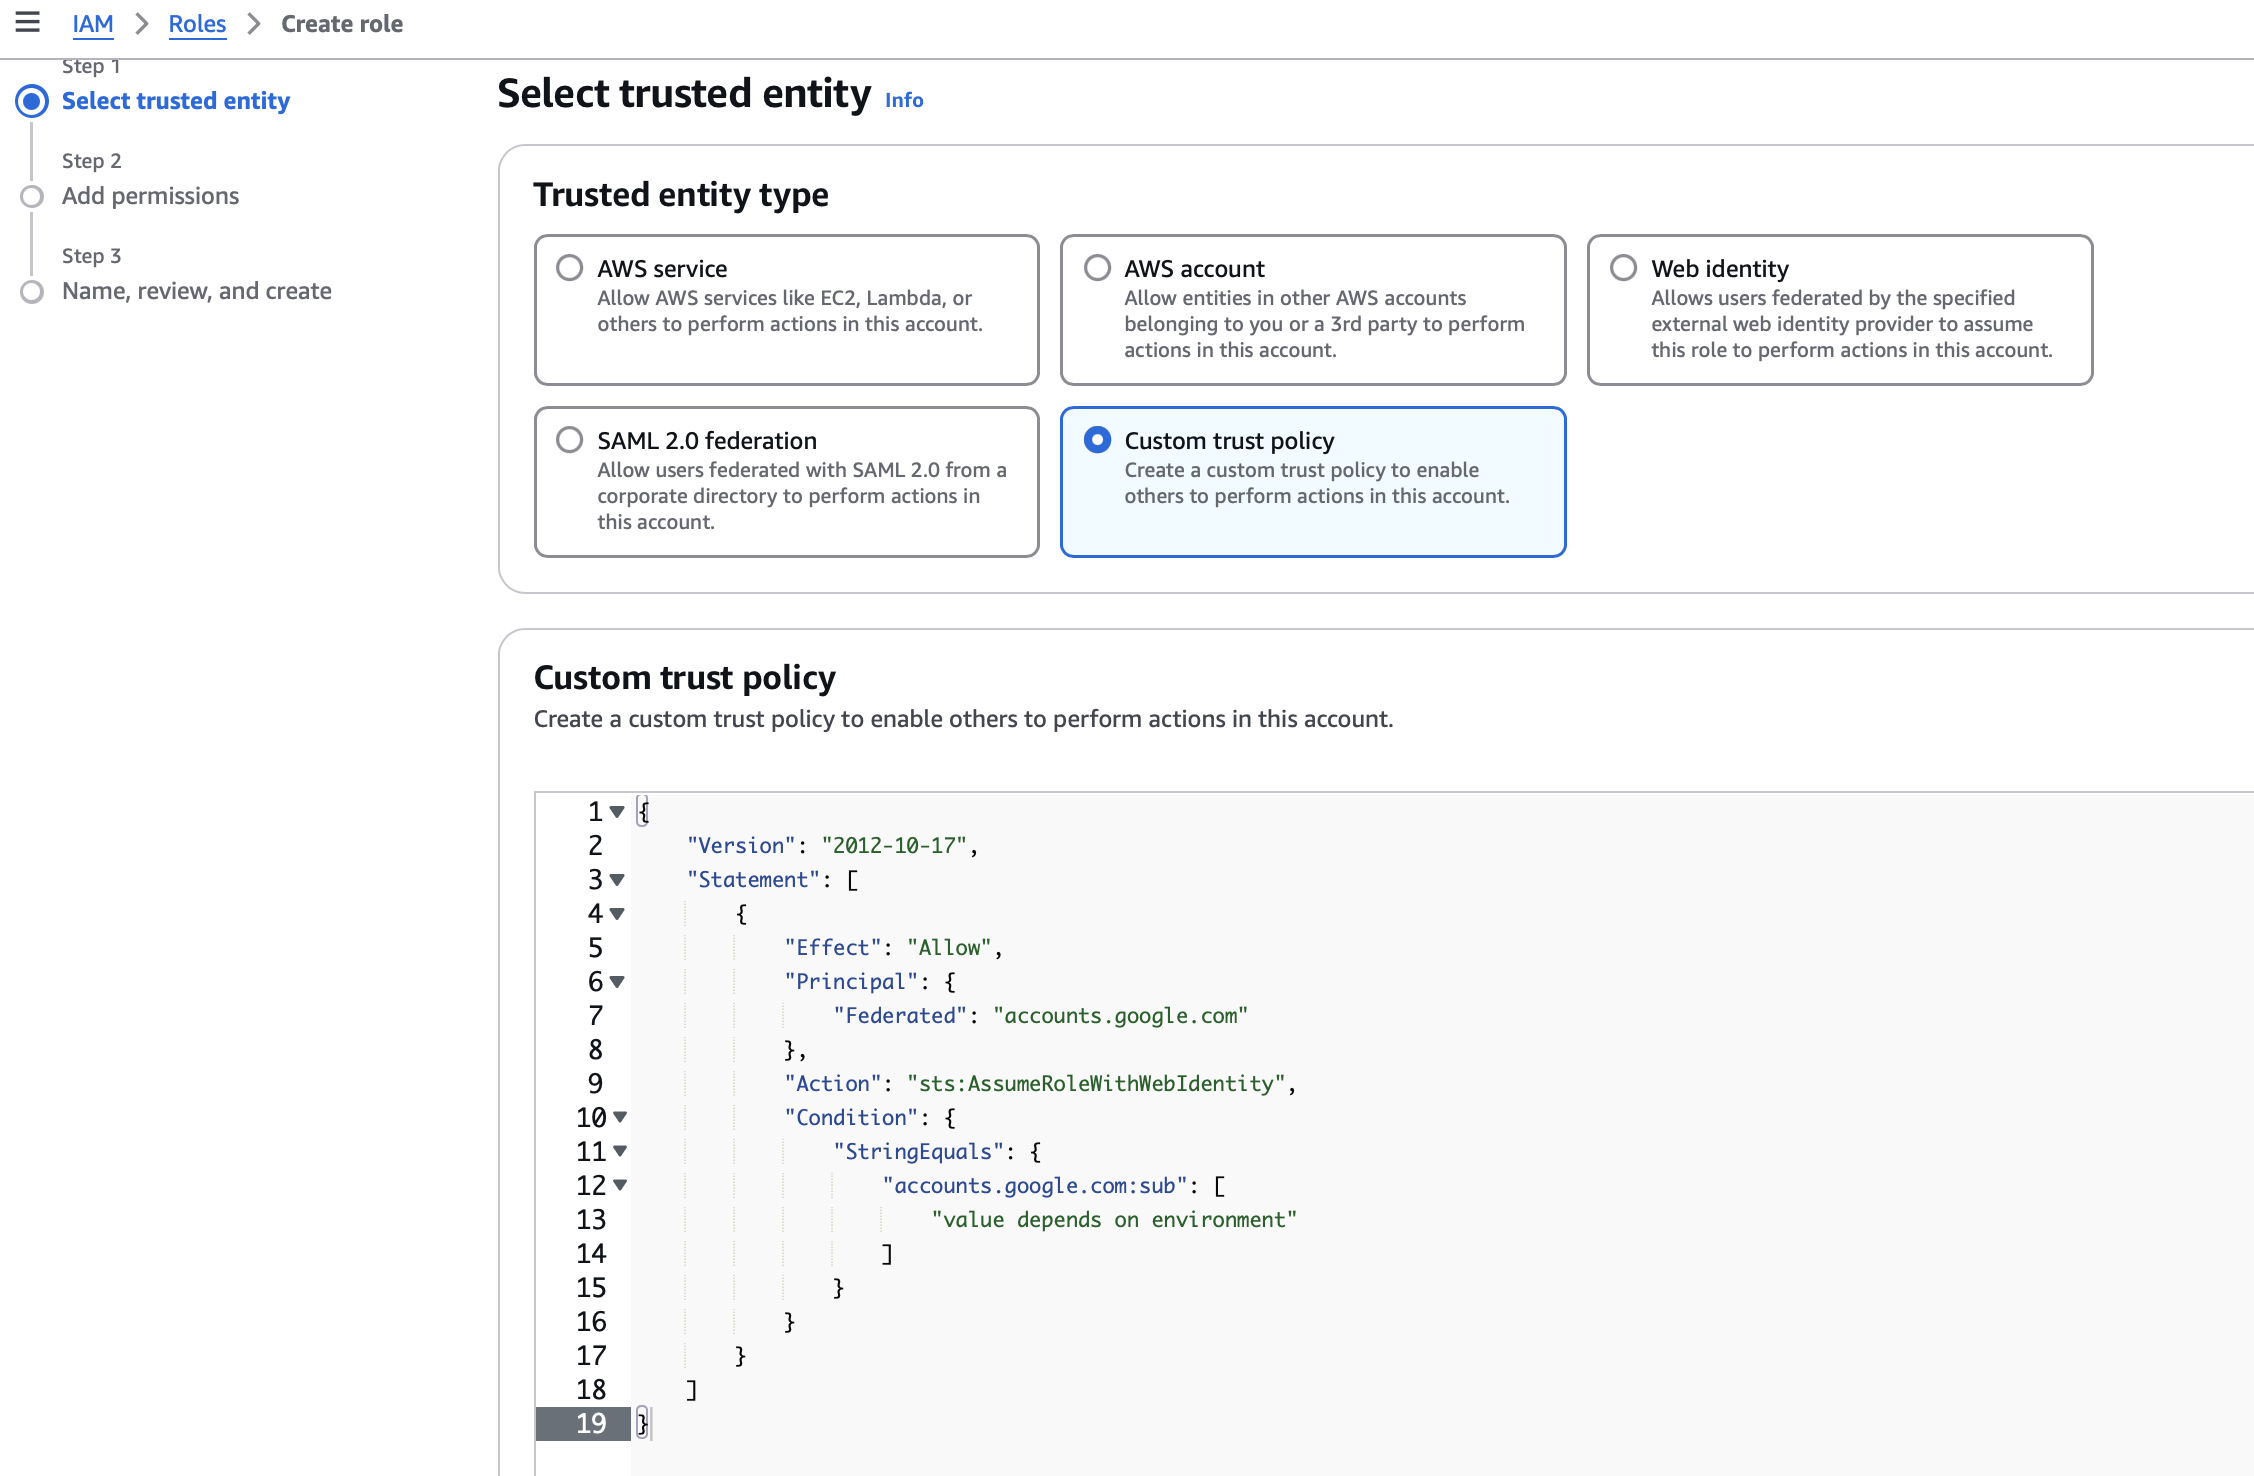 IAM > Roles > Create role
Step 1
Select trusted entity
Step 2
Add permissions
Step 3
Name, review, and create
Select trusted entity Info
Trusted entity type
AWS service
Allow AWS services like EC2, Lambda, or
others to perform actions in this account.
AWS account
Allow entities in other AWS accounts
belonging to you or a 3rd party to perform
actions in this account.
Web identity
Allows users federated by the specified
external web identity provider to assume
this role to perform actions in this account.
SAML 2.0 federation
Allow users federated with SAML 2.0 from a
corporate directory to perform actions in
this account.
Custom trust policy
Create a custom trust policy to enable
others to perform actions in this account.
Custom trust policy
Create a custom trust policy to enable others to perform actions in this account.
1 {
2     "Version": "2012-10-17",
3     "Statement": [
4         {
5             "Effect": "Allow",
6             "Principal": {
7                 "Federated": "accounts.google.com"
8             },
9             "Action": "sts:AssumeRoleWithWebIdentity",
10             "Condition": {
11                 "StringEquals": {
12                     "accounts.google.com:sub": [
13                         "value depends on environment"
14                     ]
15                 }
16             }
17         }
18     ]
19 }